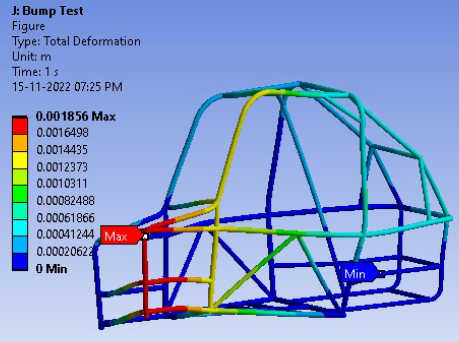 J: Bump Test
Figure
Type: Total Deformation
Unit: m
Time: 1 s
15-11-2022 07:25 PM
0.001856 Max
0.0016498
0.0014435
0.0012373
0.0010311
0.00082488
0.00061866
0.00041244
0.00020622
0 Min
Max
Min